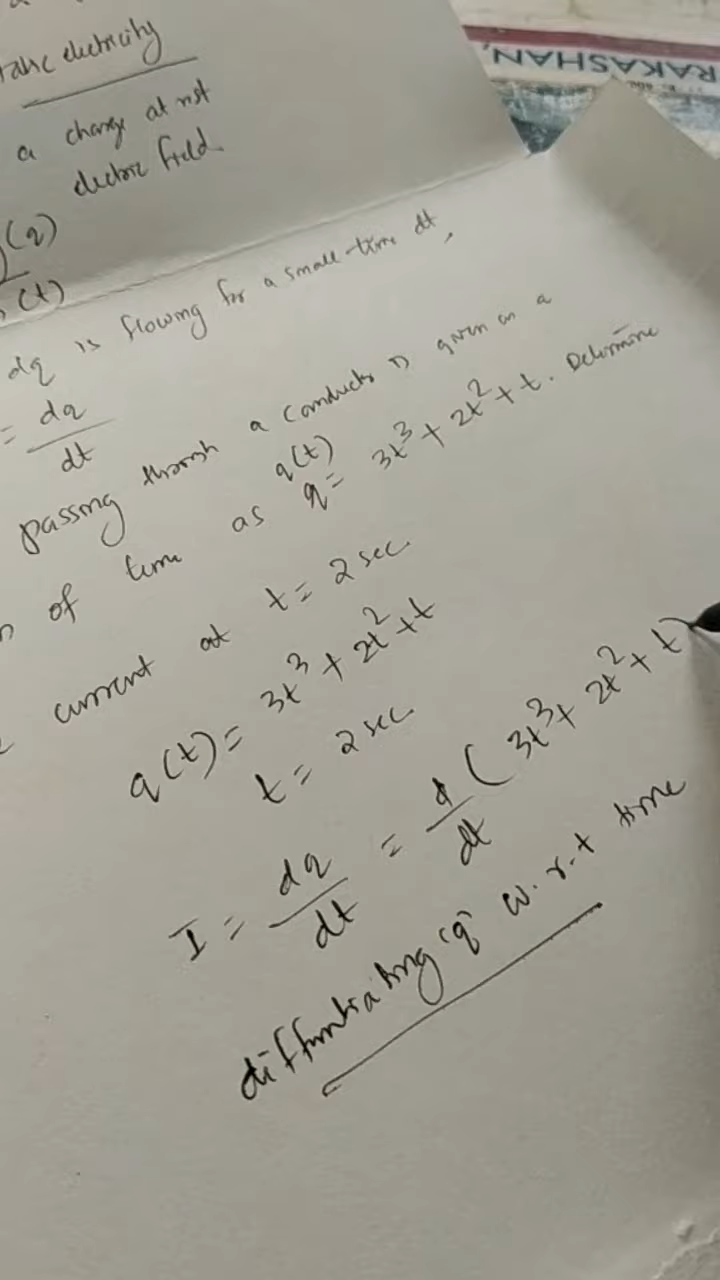 electricity
a charge at rest
electric field.
(q)
(t)
dq is flowing for a small time dt,
= dq
dt
passing through a conductor is given as a
q(t)
of time as q = 3t³ + 2t² + t. Determine
current at t = 2 sec
q(t) = 3t³ + 2t² + t
t = 2 sec
I = dq/dt = d/dt (3t³ + 2t² + t)
differentiating 'q' w.r.t time
RAKASHAN,